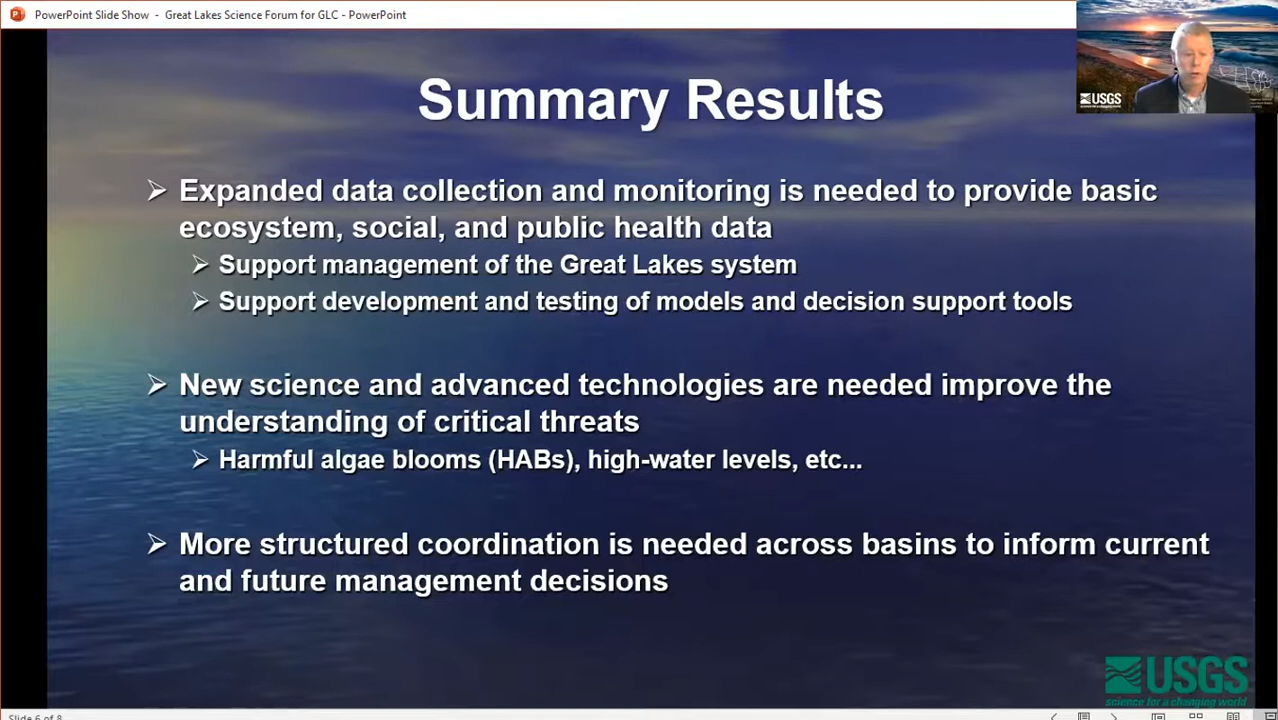 PowerPoint Slide Show - Great Lakes Science Forum for GLC - PowerPoint
USGS
Summary Results
➢ Expanded data collection and monitoring is needed to provide basic
ecosystem, social, and public health data
➢ Support management of the Great Lakes system
➢ Support development and testing of models and decision support tools
➢ New science and advanced technologies are needed improve the
understanding of critical threats
➢ Harmful algae blooms (HABs), high-water levels, etc...
➢ More structured coordination is needed across basins to inform current
and future management decisions
USGS
science for a changing world
Slide 6 of 8